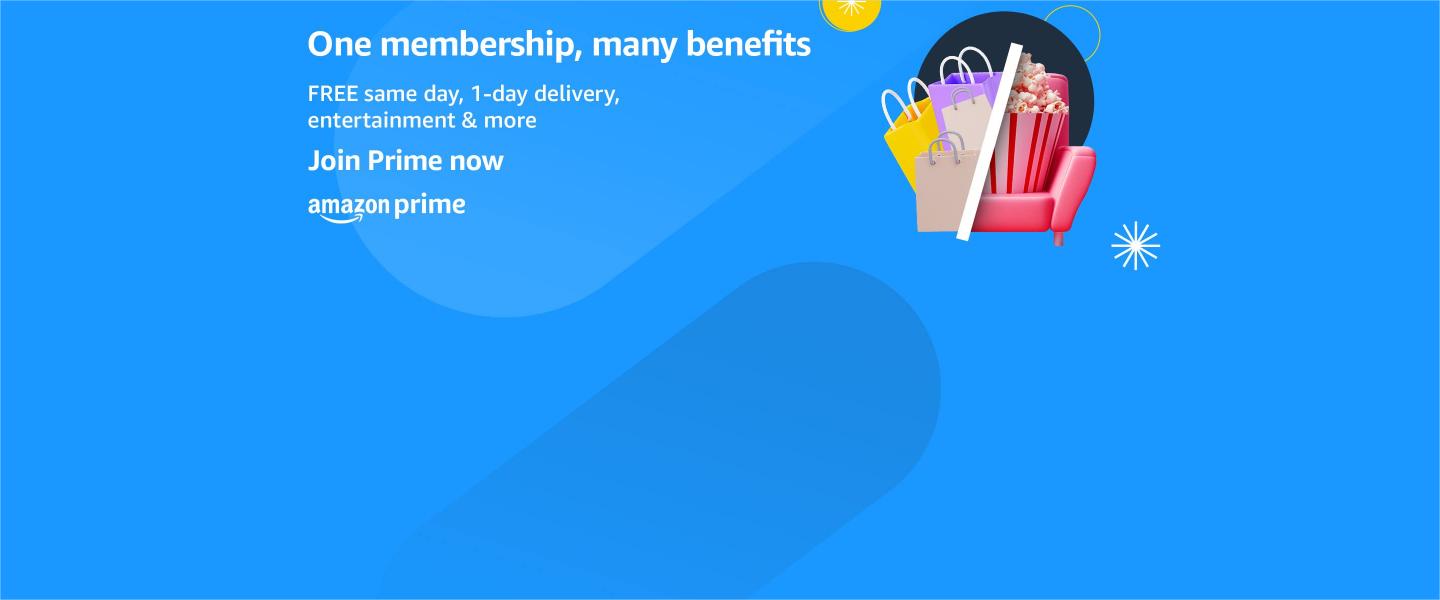 One membership, many benefits
FREE same day, 1-day delivery,
entertainment & more
Join Prime now
amazon prime